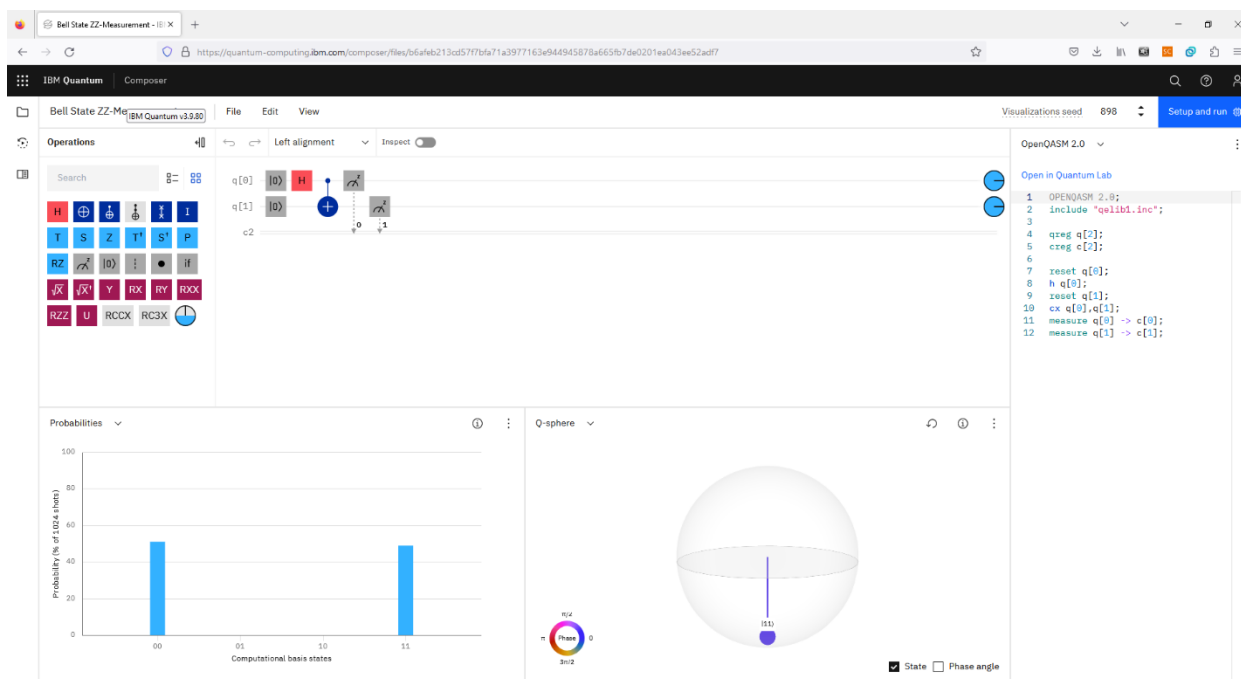 Bell State ZZ-Measurement - IBM
https://quantum-computing.ibm.com/composer/files/b6afeb213cd57f7bfa71a3977163e944945878a665fb7de0201ea043ee52adf7
IBM Quantum Composer
Bell State ZZ-Me
IBM Quantum v3.9.80
File Edit View
Visualizations seed 898
Setup and run
Operations
Left alignment
Inspect
OpenQASM 2.0
Search
Open in Quantum Lab
H I
T S Z T† S† P
RZ z |0⟩ if
√X √X† Y RX RY RXX
RZZ U RCCX RC3X
q[0] |0⟩ H z
q[1] |0⟩ z
0 1
c2
1 OPENQASM 2.0;
2 include "qelib1.inc";
3
4 qreg q[2];
5 creg c[2];
6
7 reset q[0];
8 h q[0];
9 reset q[1];
10 cx q[0],q[1];
11 measure q[0] -> c[0];
12 measure q[1] -> c[1];
Probabilities
100
80
60
40
20
0
Probability (% of 1024 shots)
00 01 10 11
Computational basis states
Q-sphere
|11⟩
π/2
π Phase 0
3π/2
State Phase angle